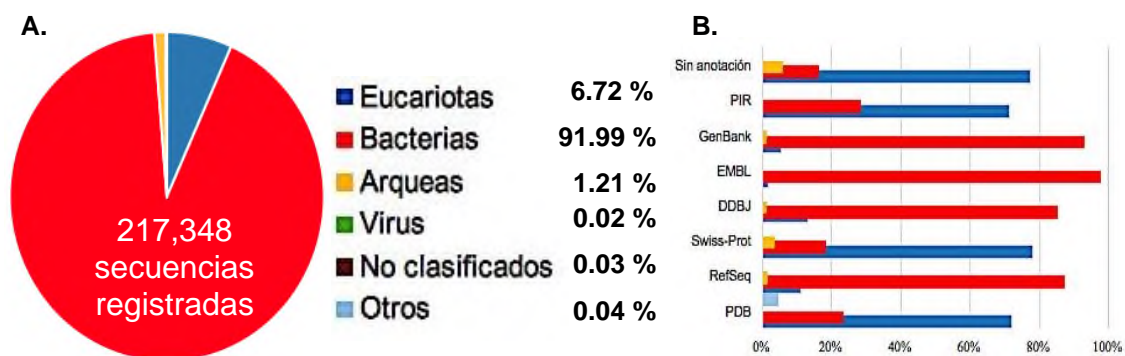 A.
217,348
secuencias
registradas
Eucariotas 6.72 %
Bacterias 91.99 %
Arqueas 1.21 %
Virus 0.02 %
No clasificados 0.03 %
Otros 0.04 %
B.
Sin anotación
PIR
GenBank
EMBL
DDBJ
Swiss-Prot
RefSeq
PDB
0% 20% 40% 60% 80% 100%